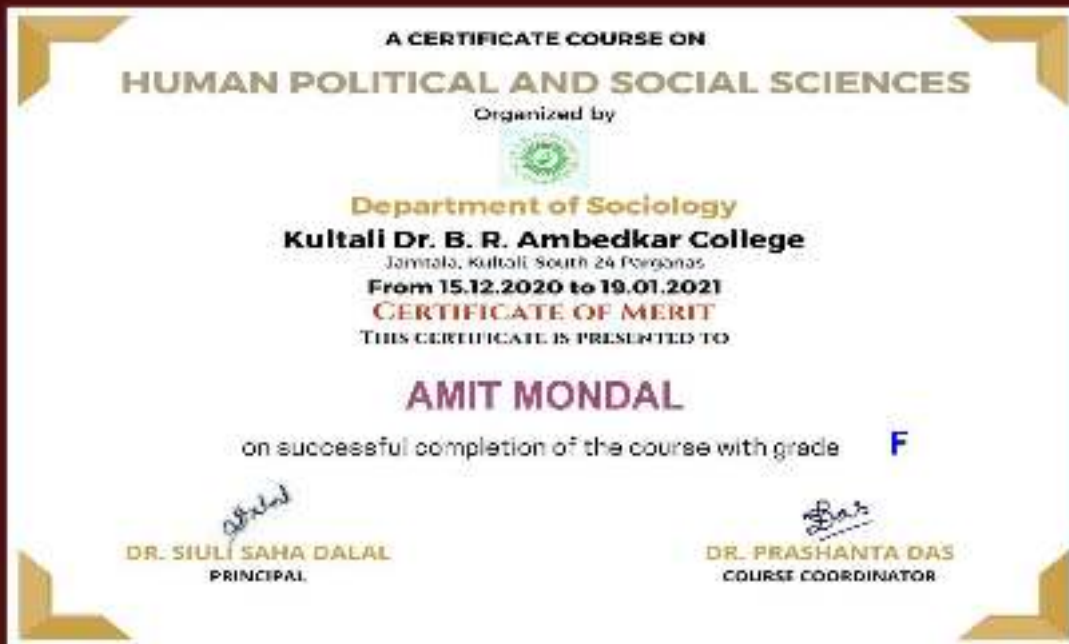 A CERTIFICATE COURSE ON
HUMAN POLITICAL AND SOCIAL SCIENCES
Organized by
Department of Sociology
Kultali Dr. B. R. Ambedkar College
Jamtala, Kultali, South 24 Parganas
From 15.12.2020 to 19.01.2021
CERTIFICATE OF MERIT
THIS CERTIFICATE IS PRESENTED TO
AMIT MONDAL
on successful completion of the course with grade F
Das
DR. SIULI SAHA DALAL DR. PRASHANTA DAS
PRINCIPAL COURSE COORDINATOR